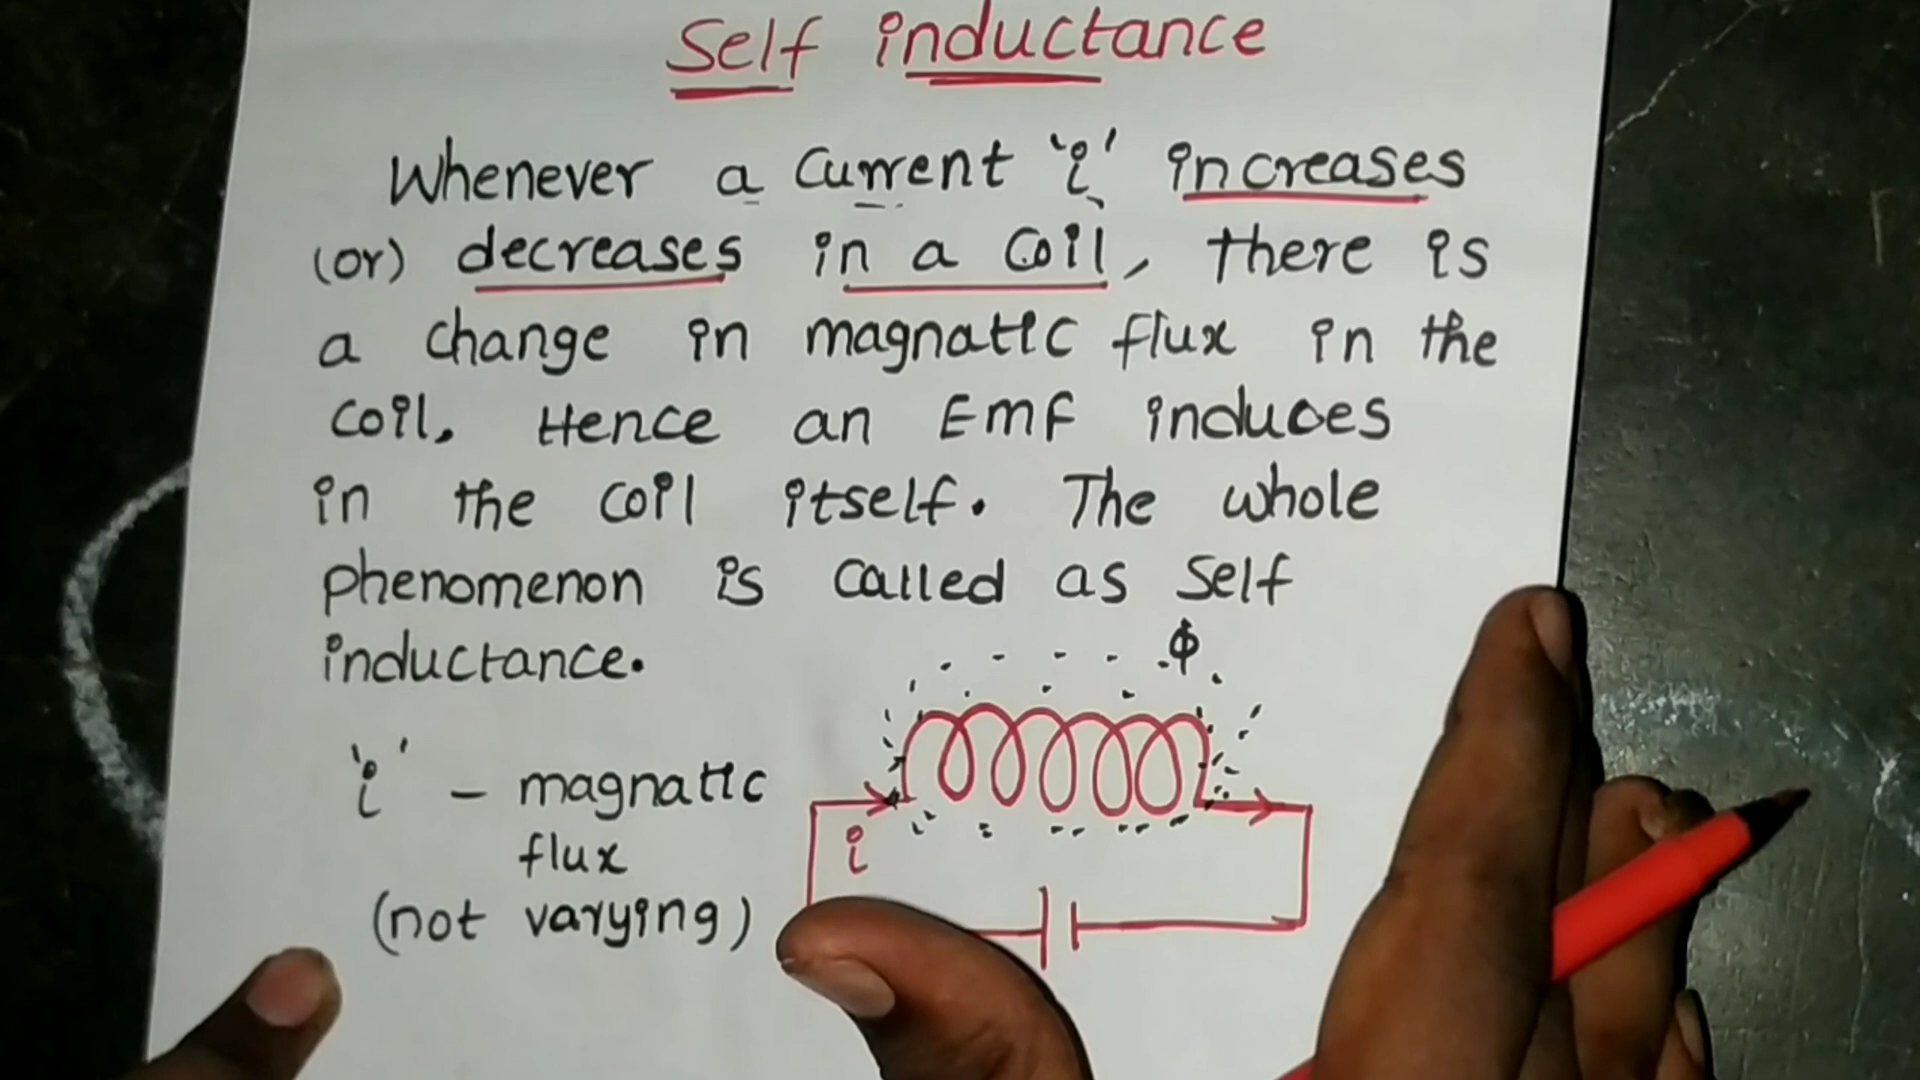 Self inductance
Whenever a current 'i' increases
(or) decreases in a coil, there is
a change in magnatic flux in the
coil. Hence an EMF induces
in the coil itself. The whole
phenomenon is called as self
inductance.
ϕ
'i' - magnatic
flux
i
(not varying)